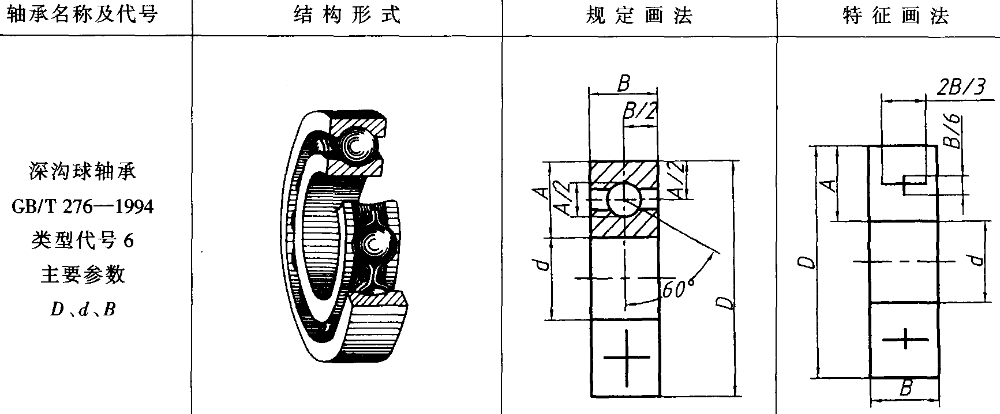 轴承名称及代号
结构形式
规定画法
特征画法
深沟球轴承
GB/T 276—1994
类型代号 6
主要参数
D、d、B
B
B/2
A
A/2
A/2
d
60°
D
2B/3
B/6
A
D
d
B